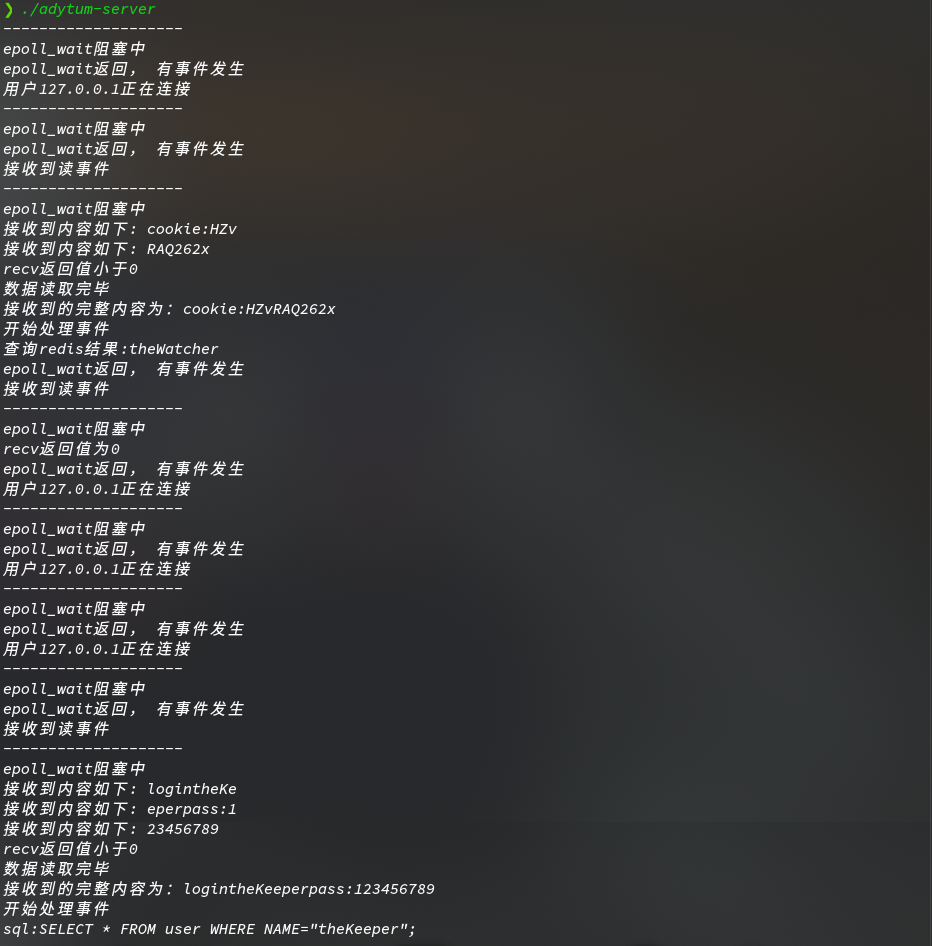 ❯ ./adytum-server
--------------------
epoll_wait阻塞中
epoll_wait返回， 有事件发生
用户127.0.0.1正在连接
--------------------
epoll_wait阻塞中
epoll_wait返回， 有事件发生
接收到读事件
--------------------
epoll_wait阻塞中
接收到内容如下: cookie:HZv
接收到内容如下: RAQ262x
recv返回值小于0
数据读取完毕
接收到的完整内容为：cookie:HZvRAQ262x
开始处理事件
查询redis结果:theWatcher
epoll_wait返回， 有事件发生
接收到读事件
--------------------
epoll_wait阻塞中
recv返回值为0
epoll_wait返回， 有事件发生
用户127.0.0.1正在连接
--------------------
epoll_wait阻塞中
epoll_wait返回， 有事件发生
用户127.0.0.1正在连接
--------------------
epoll_wait阻塞中
epoll_wait返回， 有事件发生
用户127.0.0.1正在连接
--------------------
epoll_wait阻塞中
epoll_wait返回， 有事件发生
接收到读事件
--------------------
epoll_wait阻塞中
接收到内容如下: logintheKe
接收到内容如下: eperpass:1
接收到内容如下: 23456789
recv返回值小于0
数据读取完毕
接收到的完整内容为：logintheKeeperpass:123456789
开始处理事件
sql:SELECT * FROM user WHERE NAME="theKeeper";